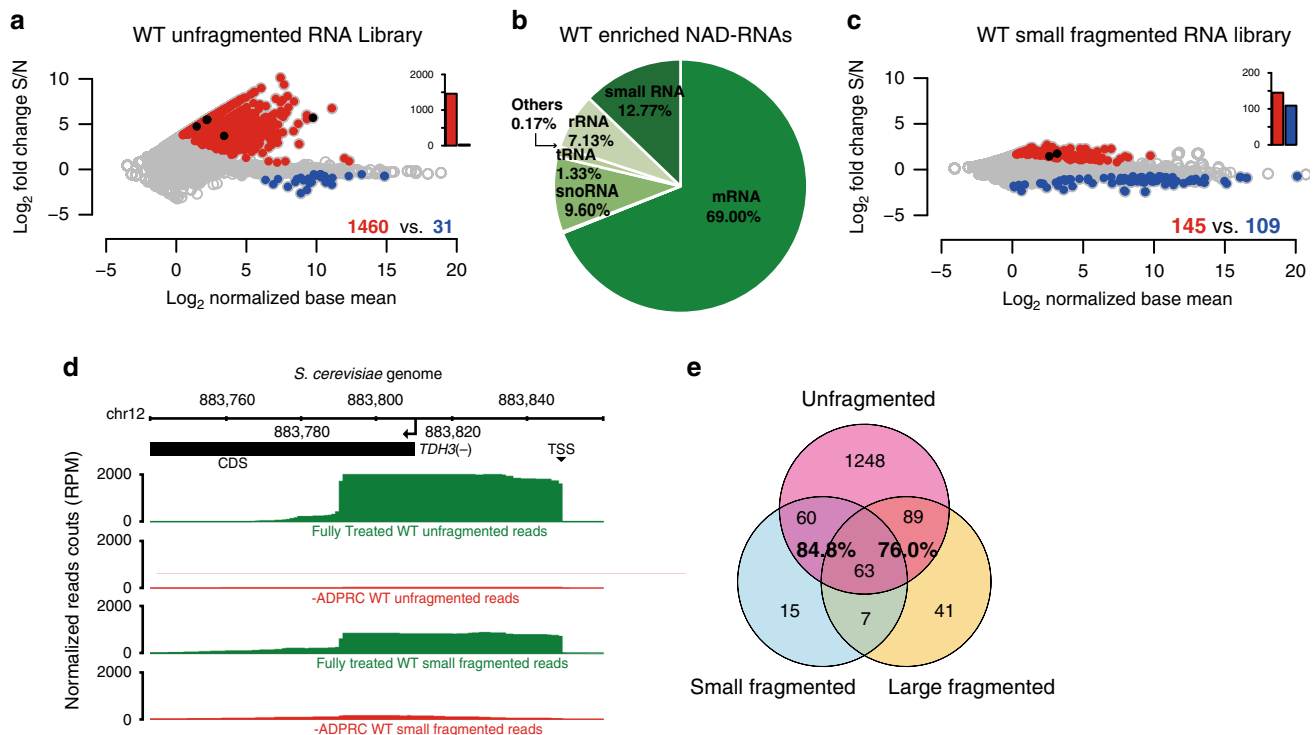 a
WT unfragmented RNA Library
Log2 fold change S/N
10
5
0
−5
2000
1000
0
1460 vs. 31
−5 0 5 10 15 20
Log2 normalized base mean
b
WT enriched NAD-RNAs
small RNA
12.77%
Others
0.17%
rRNA
7.13%
tRNA
1.33%
snoRNA
9.60%
mRNA
69.00%
c
WT small fragmented RNA library
Log2 fold change S/N
10
5
0
−5
200
100
0
145 vs. 109
−5 0 5 10 15 20
Log2 normalized base mean
d
S. cerevisiae genome
883,760 883,800 883,840
chr12
883,780 883,820
TDH3(−)
TSS
CDS
Normalized reads couts (RPM)
2000
0
Fully Treated WT unfragmented reads
2000
0
-ADPRC WT unfragmented reads
2000
0
Fully treated WT small fragmented reads
2000
0
-ADPRC WT small fragmented reads
e
Unfragmented
1248
60 89
84.8% 76.0%
63
15 7 41
Small fragmented Large fragmented